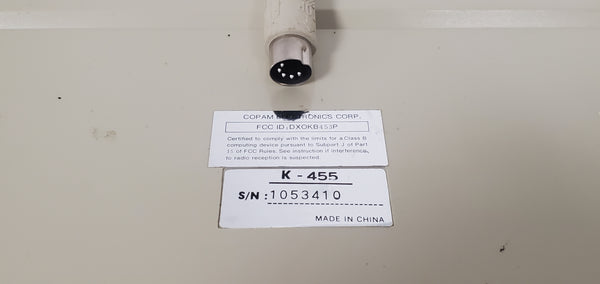 COPAM ELECTRONICS CORP.
FCC ID:DXOKB453P
Certified to comply with the limits for a Class B
computing device pursuant to Subpart J of Part
15 of FCC Rules. See instruction if interference
to radio reception is suspected.
K - 455
S/N : 1053410
MADE IN CHINA